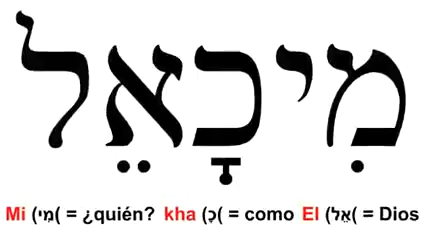 מִיכָאֵל
Mi (מִי) = ¿quién? kha (כָ) = como El (אֵל) = Dios